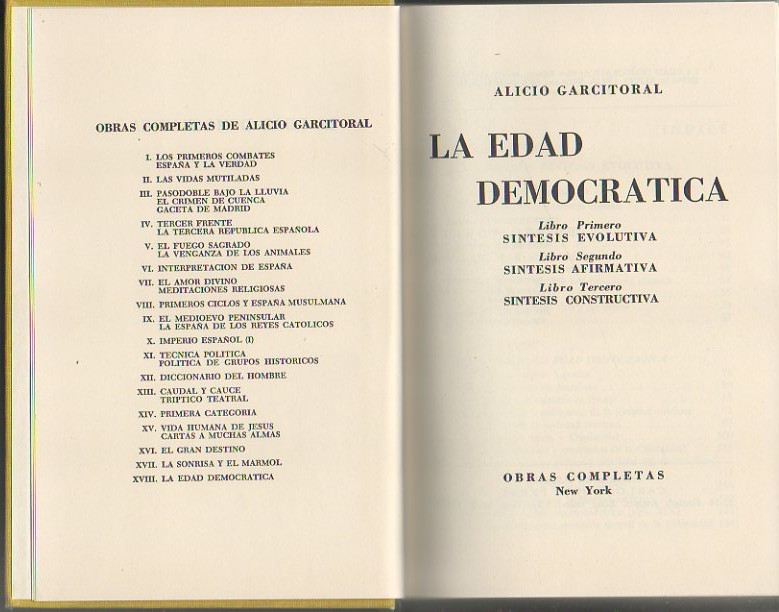 OBRAS COMPLETAS DE ALICIO GARCITORAL
I. LOS PRIMEROS COMBATES
ESPAÑA Y LA VERDAD
II. LAS VIDAS MUTILADAS
III. PASODOBLE BAJO LA LLUVIA
EL CRIMEN DE CUENCA
GACETA DE MADRID
IV. TERCER FRENTE
LA TERCERA REPUBLICA ESPAÑOLA
V. EL FUEGO SAGRADO
LA VENGANZA DE LOS ANIMALES
VI. INTERPRETACION DE ESPAÑA
VII. EL AMOR DIVINO
MEDITACIONES RELIGIOSAS
VIII. PRIMEROS CICLOS Y ESPAÑA MUSULMANA
IX. EL MEDIOEVO PENINSULAR
LA ESPAÑA DE LOS REYES CATOLICOS
X. IMPERIO ESPAÑOL (I)
XI. TECNICA POLITICA
POLITICA DE GRUPOS HISTORICOS
XII. DICCIONARIO DEL HOMBRE
XIII. CAUDAL Y CAUCE
TRIPTICO TEATRAL
XIV. PRIMERA CATEGORIA
XV. VIDA HUMANA DE JESUS
CARTAS A MUCHAS ALMAS
XVI. EL GRAN DESTINO
XVII. LA SONRISA Y EL MARMOL
XVIII. LA EDAD DEMOCRATICA
ALICIO GARCITORAL
LA EDAD
DEMOCRATICA
Libro Primero
SINTESIS EVOLUTIVA
Libro Segundo
SINTESIS AFIRMATIVA
Libro Tercero
SINTESIS CONSTRUCTIVA
OBRAS COMPLETAS
New York